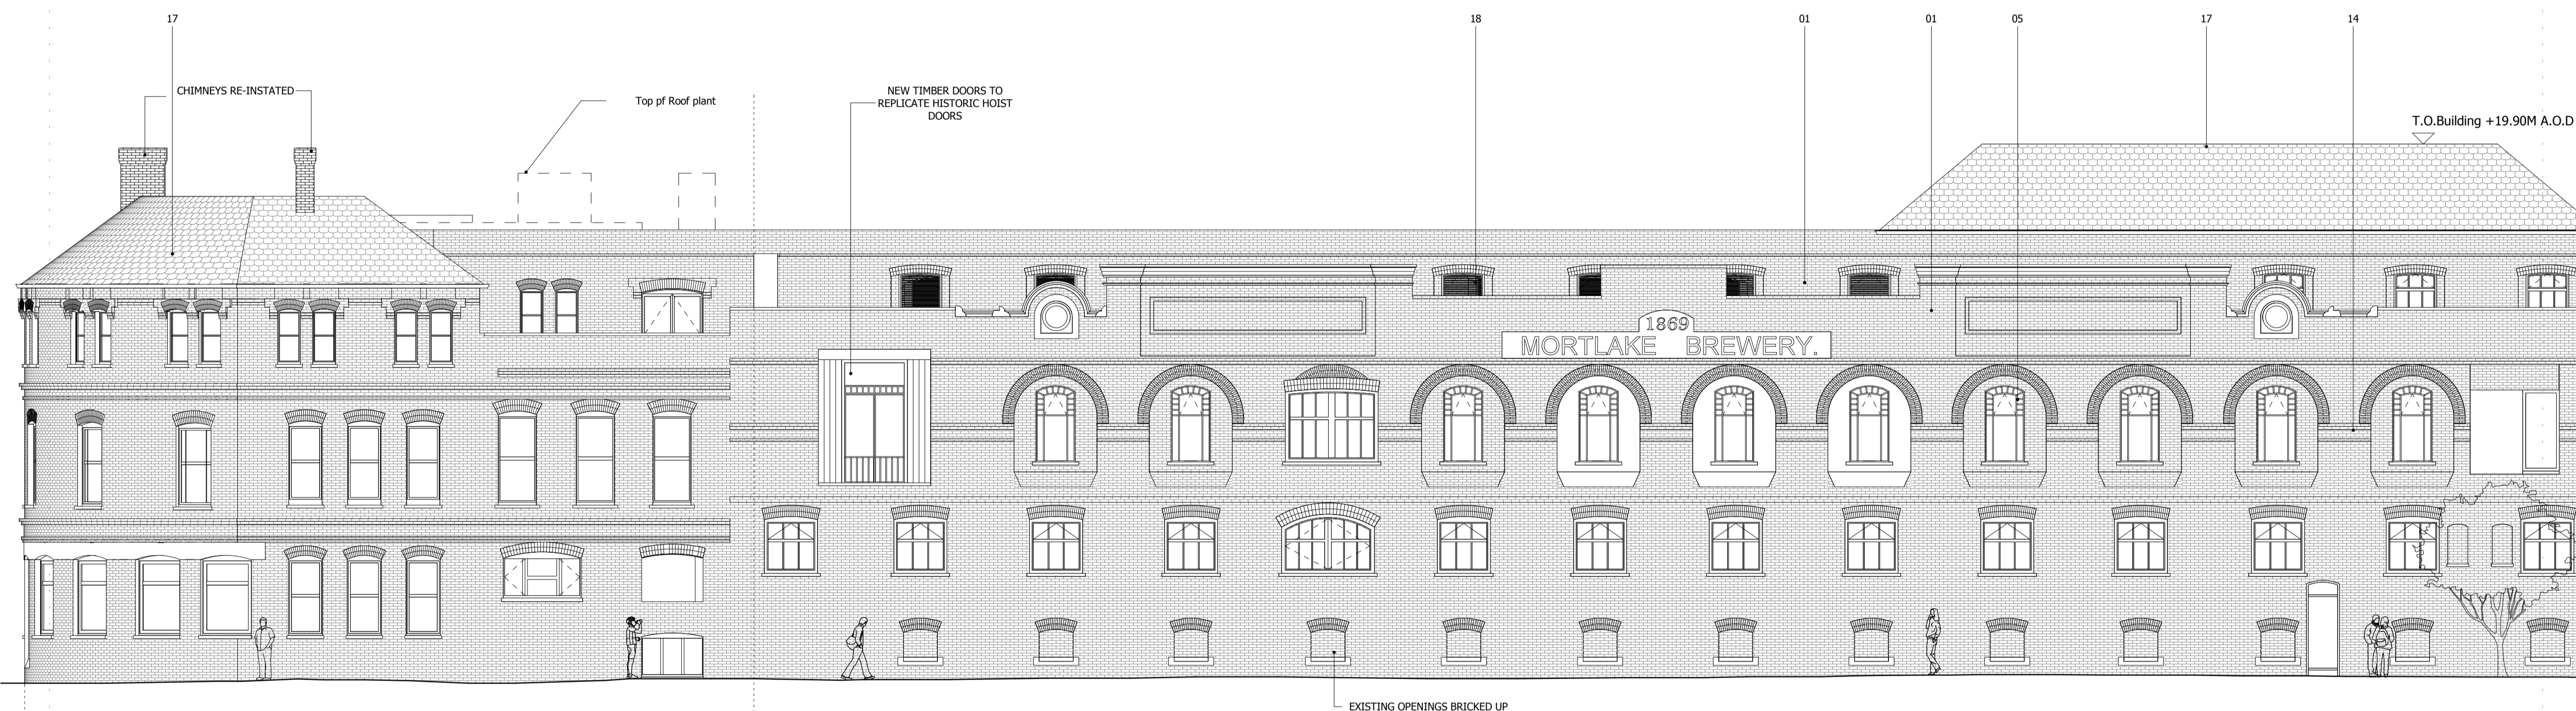 17
18
01
01
05
17
14
CHIMNEYS RE-INSTATED
Top pf Roof plant
NEW TIMBER DOORS TO
REPLICATE HISTORIC HOIST
DOORS
T.O.Building +19.90M A.O.D
1869
MORTLAKE BREWERY.
EXISTING OPENINGS BRICKED UP